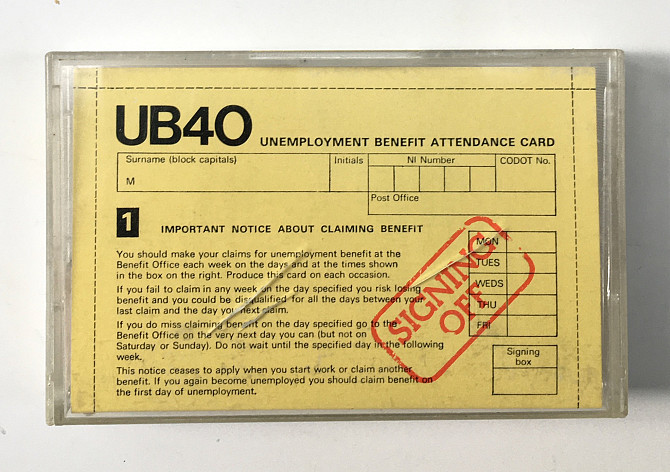 UB40 UNEMPLOYMENT BENEFIT ATTENDANCE CARD
Surname (block capitals) Initials NI Number CODOT No.
M
Post Office
1 IMPORTANT NOTICE ABOUT CLAIMING BENEFIT
You should make your claims for unemployment benefit at the
Benefit Office each week on the days and at the times shown
in the box on the right. Produce this card on each occasion.
If you fail to claim in any week on the day specified you risk losing
benefit and you could be disqualified for all the days between your
last claim and the day you next claim.
If you do miss claiming benefit on the day specified go to the
Benefit Office on the very next day you can (but not on
Saturday or Sunday). Do not wait until the specified day in the following
week.
This notice ceases to apply when you start work or claim another
benefit. If you again become unemployed you should claim benefit on
the first day of unemployment.
MON
TUES
WEDS
THU
FRI
SIGNING
OFF
Signing
box